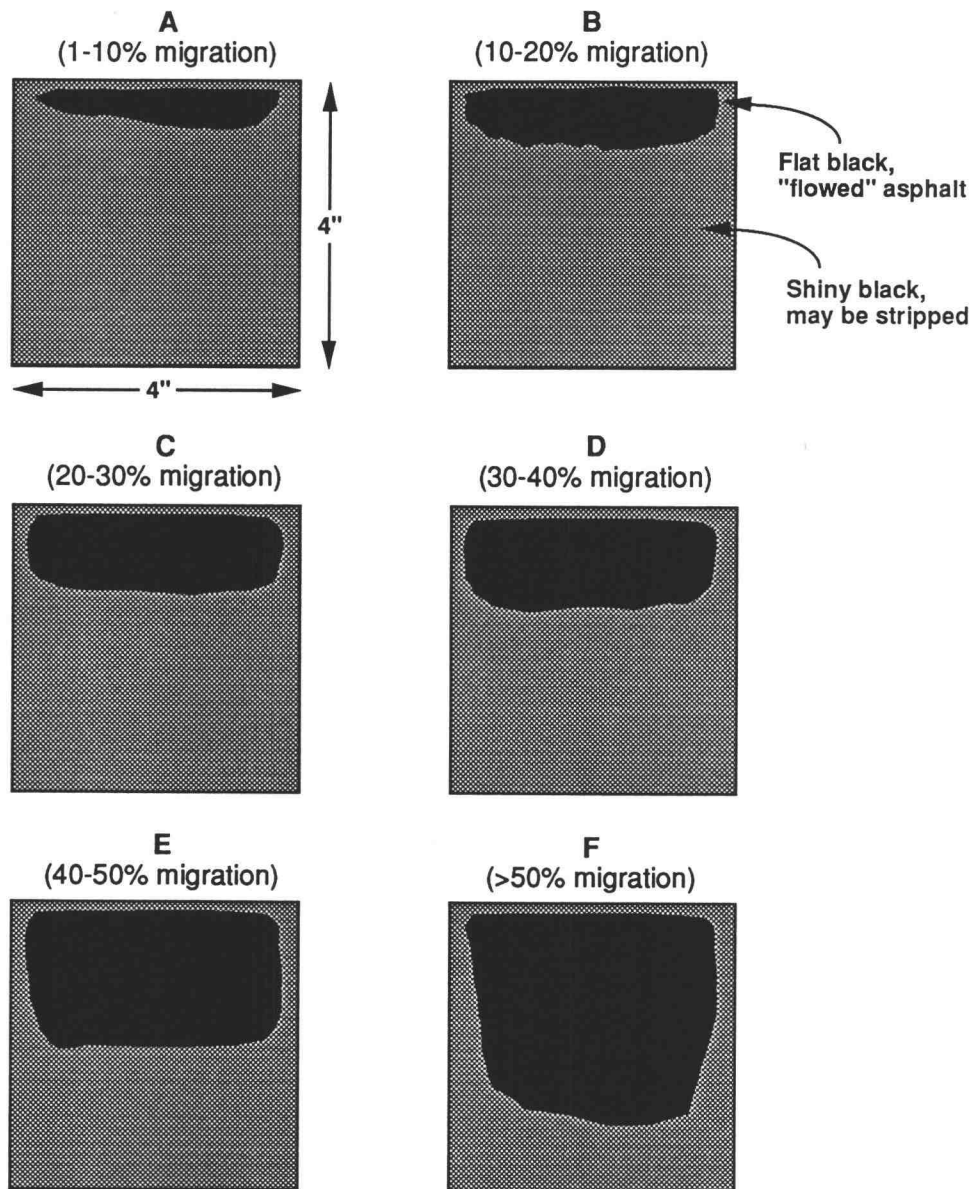 A
(1-10% migration)
B
(10-20% migration)
4"
4"
Flat black,
"flowed" asphalt
Shiny black,
may be stripped
C
(20-30% migration)
D
(30-40% migration)
E
(40-50% migration)
F
(>50% migration)